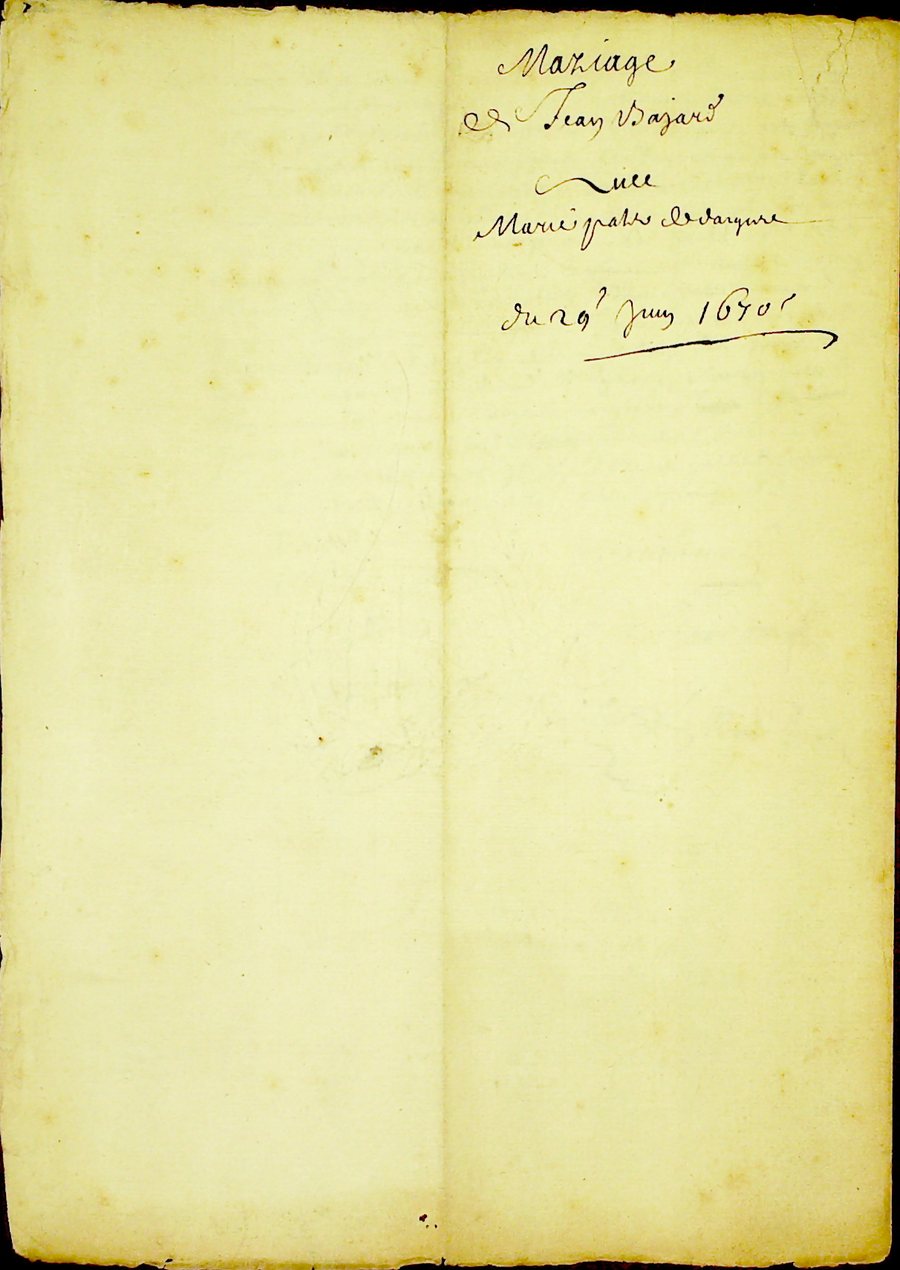 Mariage
de Jean Bajard
Avec
Marie
du 29e Juin 1670